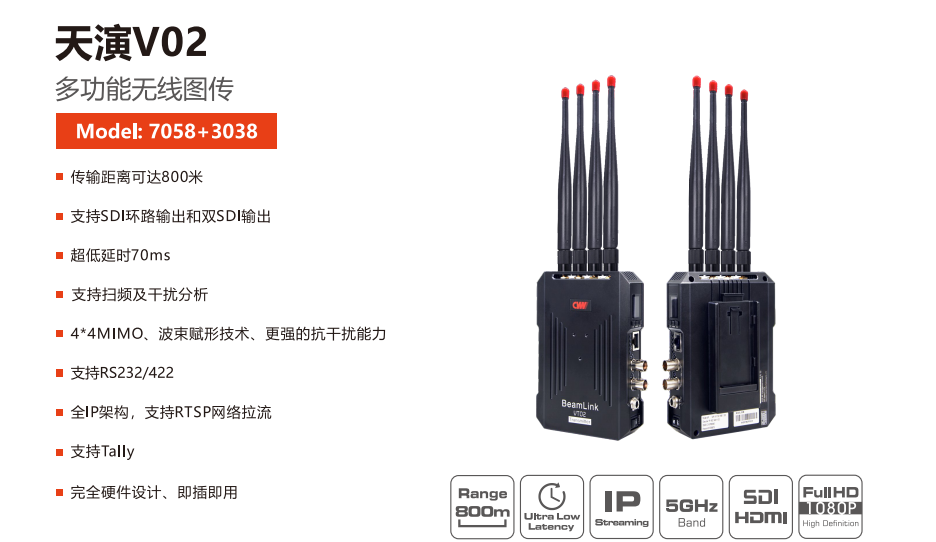 天演V02
多功能无线图传
Model: 7058+3038
传输距离可达800米
支持SDI环路输出和双SDI输出
超低延时70ms
支持扫频及干扰分析
4*4MIMO、波束赋形技术、更强的抗干扰能力
支持RS232/422
全IP架构，支持RTSP网络拉流
支持Tally
完全硬件设计、即插即用
CVW
BeamLink
VT02
Range
800m
Ultra Low
Latency
IP
Streaming
5GHz
Band
SDI
HDMI
Full HD
1080P
High Definition